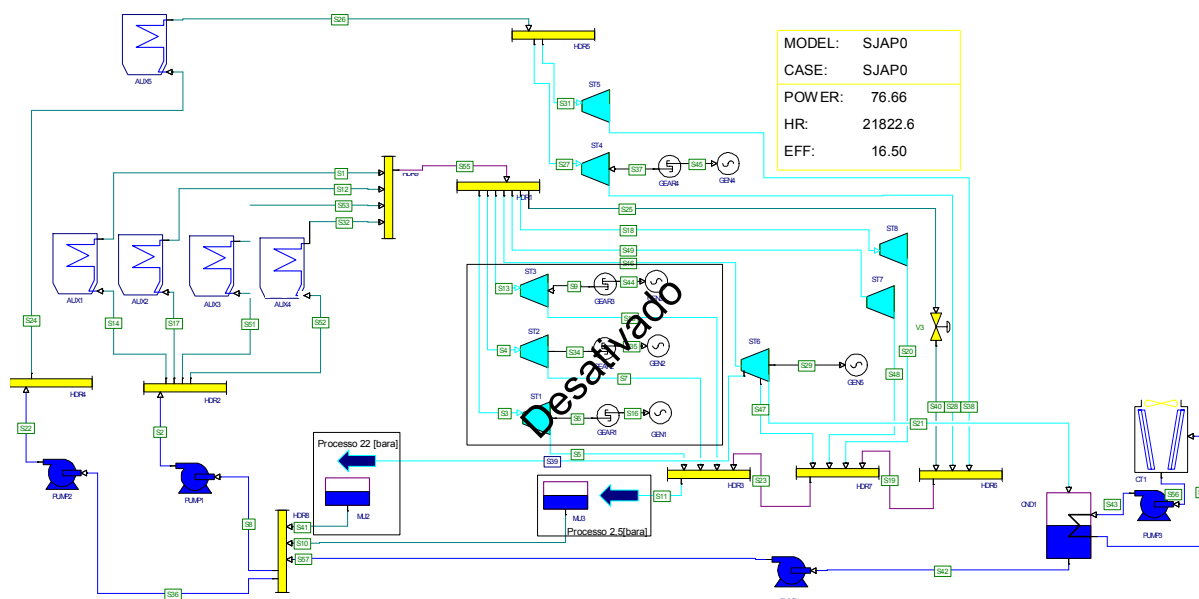 S26
HDR5
AUX5
MODEL: SJAP0
CASE: SJAP0
POWER: 76.66
HR: 21822.6
EFF: 16.50
ST5
S31
ST4
S27
S37
S45
GEAR4
GEN4
S1
S12
S53
S32
S55
HDR1
S25
S18
S49
S46
ST8
ST7
AUX1
AUX2
AUX3
AUX4
S14
S17
S51
S52
S24
ST3
S13
S9
S44
GEAR3
ST2
S4
S34
GEN2
S7
ST1
S3
S6
S16
GEAR1
GEN1
S5
Desativado
ST6
S29
GEN5
S47
S48
S20
V3
S40
S28
S38
S21
HDR4
HDR2
S22
S2
PUMP2
PUMP1
S8
S36
Processo 22 [bara]
MU2
S39
S41
S10
S57
MU3
Processo 2,5[bara]
S11
HDR3
S23
HDR7
S19
HDR6
CND1
S43
S56
CT1
PUMP3
S42